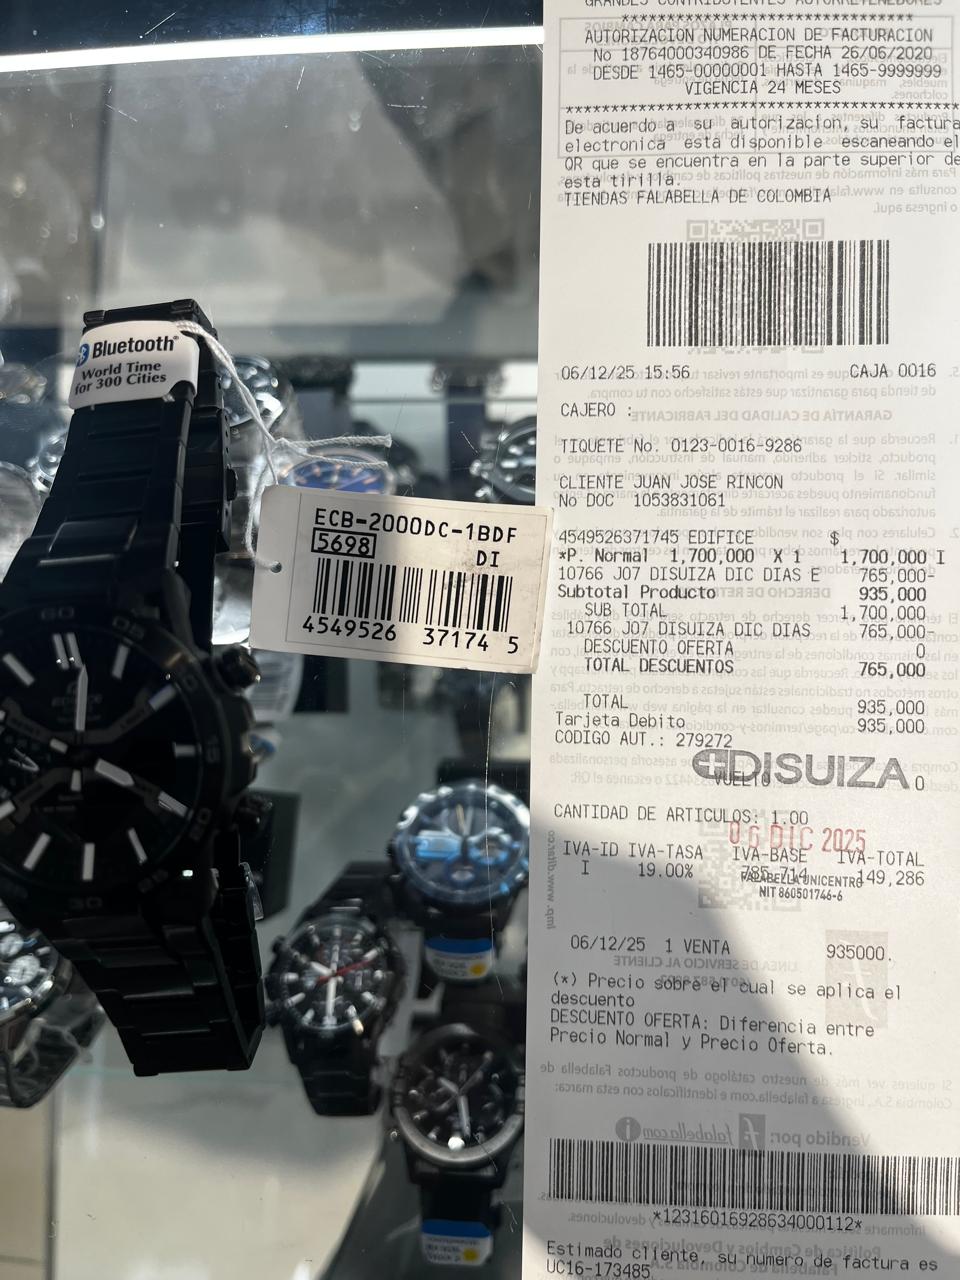 Bluetooth®
World Time
for 300 Cities
ECB-2000DC-1BDF
5698
DI
4549526 37174 5
GRANDES CONTRIBUYENTES AUTORRETENEDORES
************************************
AUTORIZACION NUMERACION DE FACTURACION
No 18764000340986 DE FECHA 26/06/2020
DESDE 1465-00000001 HASTA 1465-9999999
VIGENCIA 24 MESES
De acuerdo a su autorizacion, su factura
electronica esta disponible escaneando el
QR que se encuentra en la parte superior de
esta tirilla.
TIENDAS FALABELLA DE COLOMBIA
06/12/25 15:56 CAJA 0016
CAJERO :
TIQUETE No. 0123-0016-9286
CLIENTE JUAN JOSE RINCON
No DOC 1053831061
4549526371745 EDIFICE $
*P. Normal 1,700,000 X 1 1,700,000 I
10766 J07 DISUIZA DIC DIAS E 765,000-
Subtotal Producto 935,000
SUB TOTAL 1,700,000
10766 J07 DISUIZA DIC DIAS 765,000-
DESCUENTO OFERTA 0
TOTAL DESCUENTOS 765,000
TOTAL 935,000
Tarjeta Debito 935,000
CODIGO AUT.: 279272
DISUIZA
VUELTO 0
CANTIDAD DE ARTICULOS: 1.00
06 DIC 2025
IVA-ID IVA-TASA IVA-BASE IVA-TOTAL
I 19.00% 785,714 149,286
FALABELLA UNICENTRO
NIT 860501746-6
06/12/25 1 VENTA 935000.
(*) Precio sobre el cual se aplica el
descuento
DESCUENTO OFERTA: Diferencia entre
Precio Normal y Precio Oferta.
*12316016928634000112*
Estimado cliente, su numero de factura es
UC16-173485